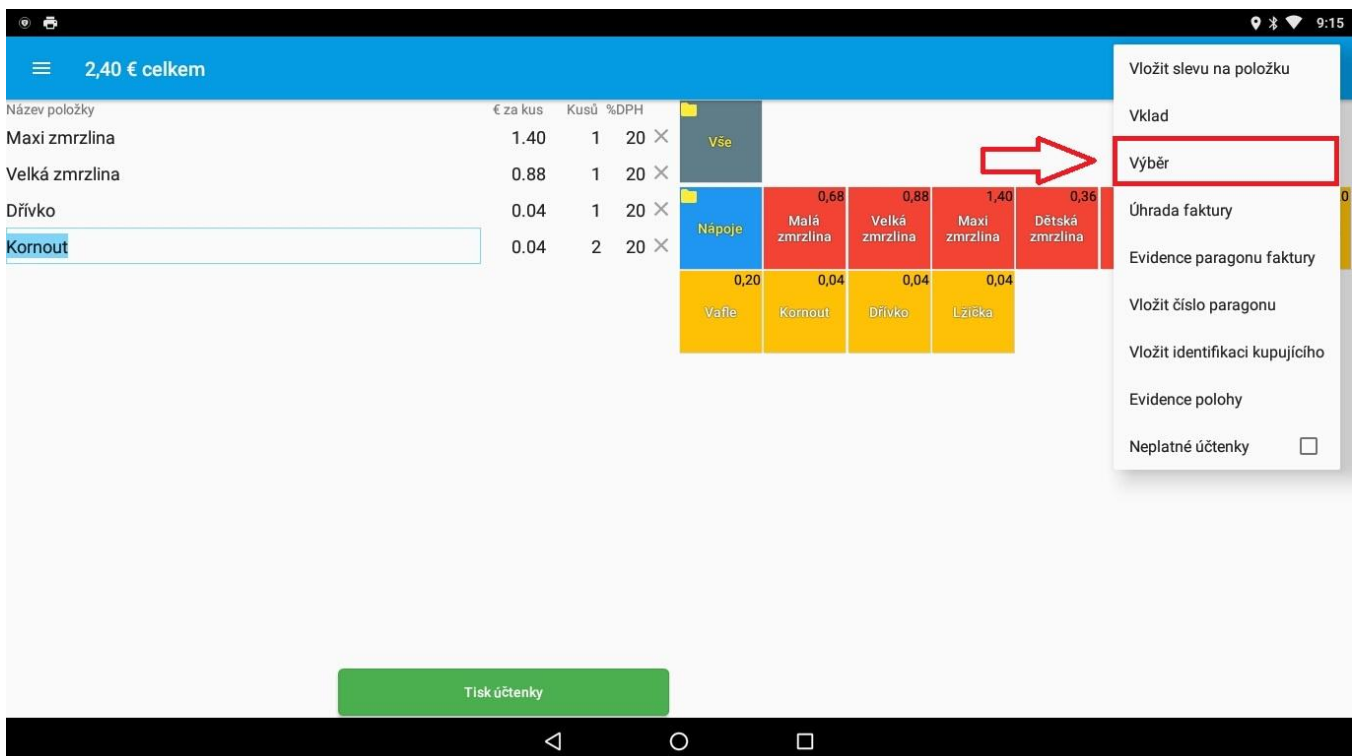 9:15
2,40 € celkem
Název položky € za kus Kusů %DPH
Maxi zmrzlina 1.40 1 20
Velká zmrzlina 0.88 1 20
Dřívko 0.04 1 20
Kornout 0.04 2 20
Vše
Nápoje
0,68
Malá
zmrzlina
0,88
Velká
zmrzlina
1,40
Maxi
zmrzlina
0,36
Dětská
zmrzlina
0,20
Vafle
0,04
Kornout
0,04
Dřívko
0,04
Lžička
Vložit slevu na položku
Vklad
Výběr
Úhrada faktury
Evidence paragonu faktury
Vložit číslo paragonu
Vložit identifikaci kupujícího
Evidence polohy
Neplatné účtenky
Tisk účtenky